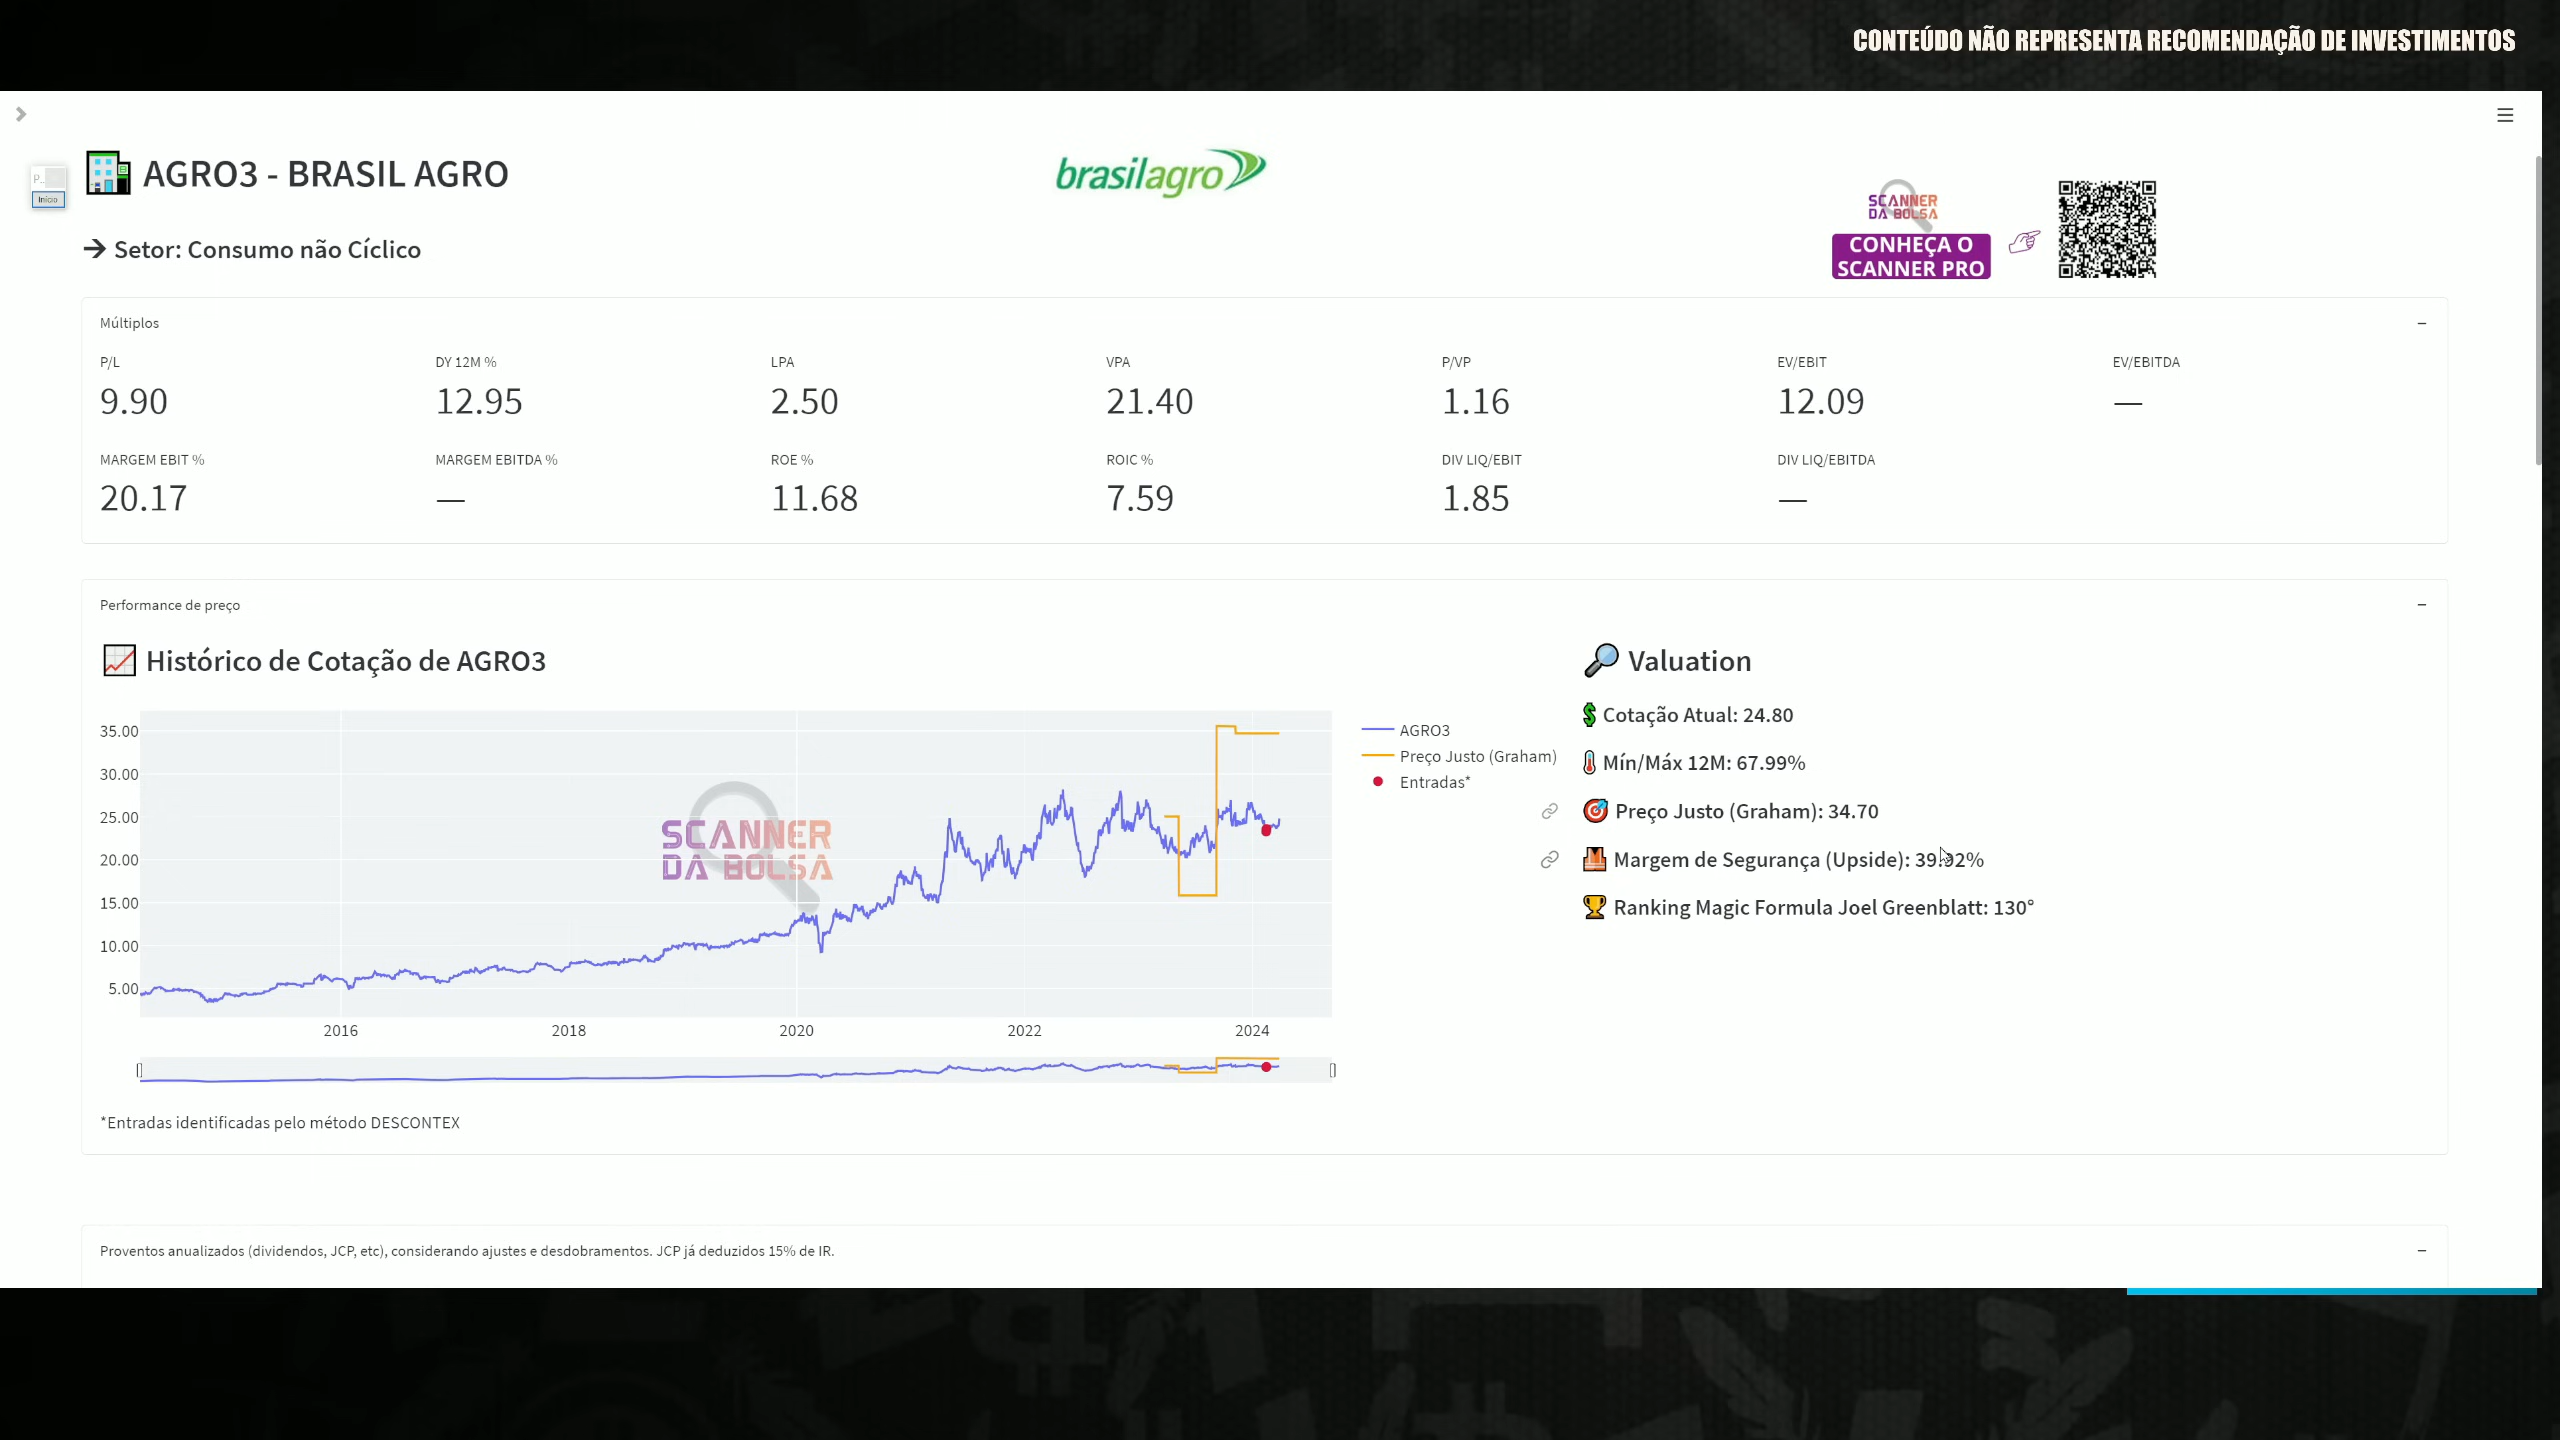 CONTEÚDO NÃO REPRESENTA RECOMENDAÇÃO DE INVESTIMENTOS
AGRO3 - BRASIL AGRO
brasilagro
Início
→ Setor: Consumo não Cíclico
SCANNER DA BOLSA
CONHEÇA O
SCANNER PRO
Múltiplos
P/L DY 12M % LPA VPA P/VP EV/EBIT EV/EBITDA
9.90 12.95 2.50 21.40 1.16 12.09 —
MARGEM EBIT % MARGEM EBITDA % ROE % ROIC % DIV LIQ/EBIT DIV LIQ/EBITDA
20.17 — 11.68 7.59 1.85 —
Performance de preço
Histórico de Cotação de AGRO3
35.00
30.00
25.00
20.00
15.00
10.00
5.00
2016 2018 2020 2022 2024
SCANNER
DA BOLSA
AGRO3
Preço Justo (Graham)
Entradas*
Valuation
Cotação Atual: 24.80
Mín/Máx 12M: 67.99%
Preço Justo (Graham): 34.70
Margem de Segurança (Upside): 39.92%
Ranking Magic Formula Joel Greenblatt: 130°
*Entradas identificadas pelo método DESCONTEX
Proventos anualizados (dividendos, JCP, etc), considerando ajustes e desdobramentos. JCP já deduzidos 15% de IR.